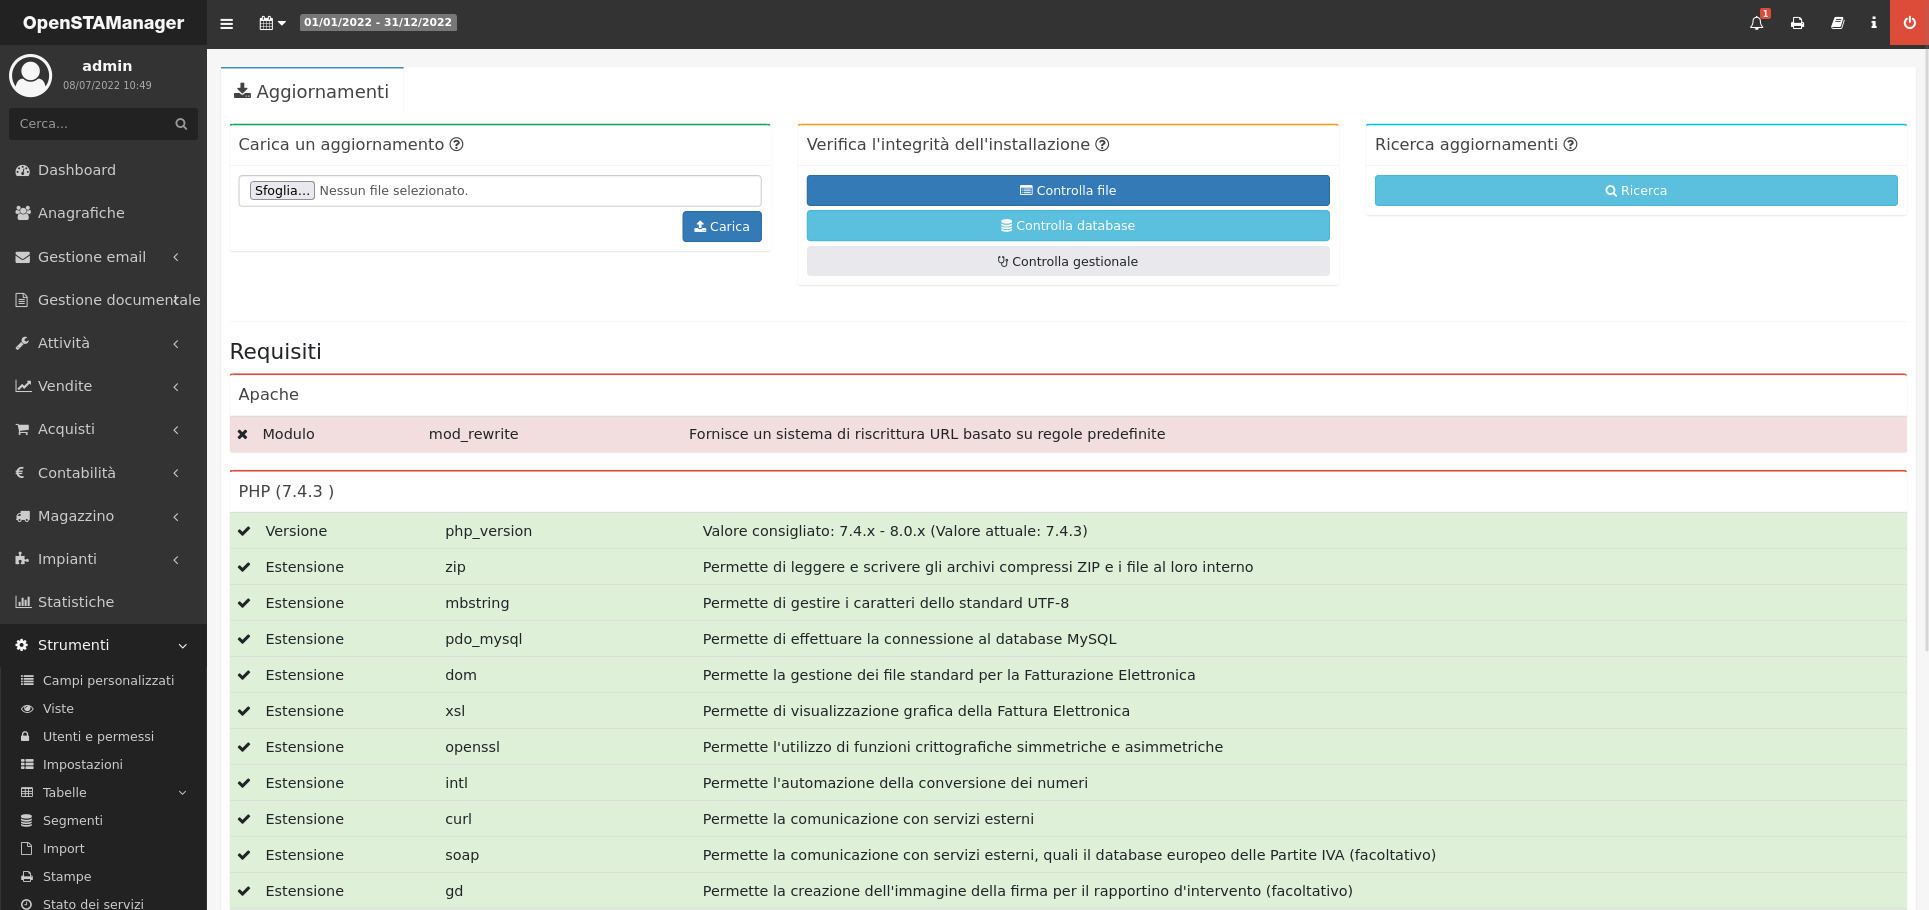 OpenSTAManager
01/01/2022 - 31/12/2022
1
admin
08/07/2022 10:49
Cerca...
Dashboard
Anagrafiche
Gestione email
Gestione documentale
Attività
Vendite
Acquisti
Contabilità
Magazzino
Impianti
Statistiche
Strumenti
Campi personalizzati
Viste
Utenti e permessi
Impostazioni
Tabelle
Segmenti
Import
Stampe
Stato dei servizi
Aggiornamenti
Carica un aggiornamento
Sfoglia... Nessun file selezionato.
Carica
Verifica l'integrità dell'installazione
Controlla file
Controlla database
Controlla gestionale
Ricerca aggiornamenti
Ricerca
Requisiti
Apache
Modulo mod_rewrite Fornisce un sistema di riscrittura URL basato su regole predefinite
PHP (7.4.3 )
Versione php_version Valore consigliato: 7.4.x - 8.0.x (Valore attuale: 7.4.3)
Estensione zip Permette di leggere e scrivere gli archivi compressi ZIP e i file al loro interno
Estensione mbstring Permette di gestire i caratteri dello standard UTF-8
Estensione pdo_mysql Permette di effettuare la connessione al database MySQL
Estensione dom Permette la gestione dei file standard per la Fatturazione Elettronica
Estensione xsl Permette di visualizzazione grafica della Fattura Elettronica
Estensione openssl Permette l'utilizzo di funzioni crittografiche simmetriche e asimmetriche
Estensione intl Permette l'automazione della conversione dei numeri
Estensione curl Permette la comunicazione con servizi esterni
Estensione soap Permette la comunicazione con servizi esterni, quali il database europeo delle Partite IVA (facoltativo)
Estensione gd Permette la creazione dell'immagine della firma per il rapportino d'intervento (facoltativo)